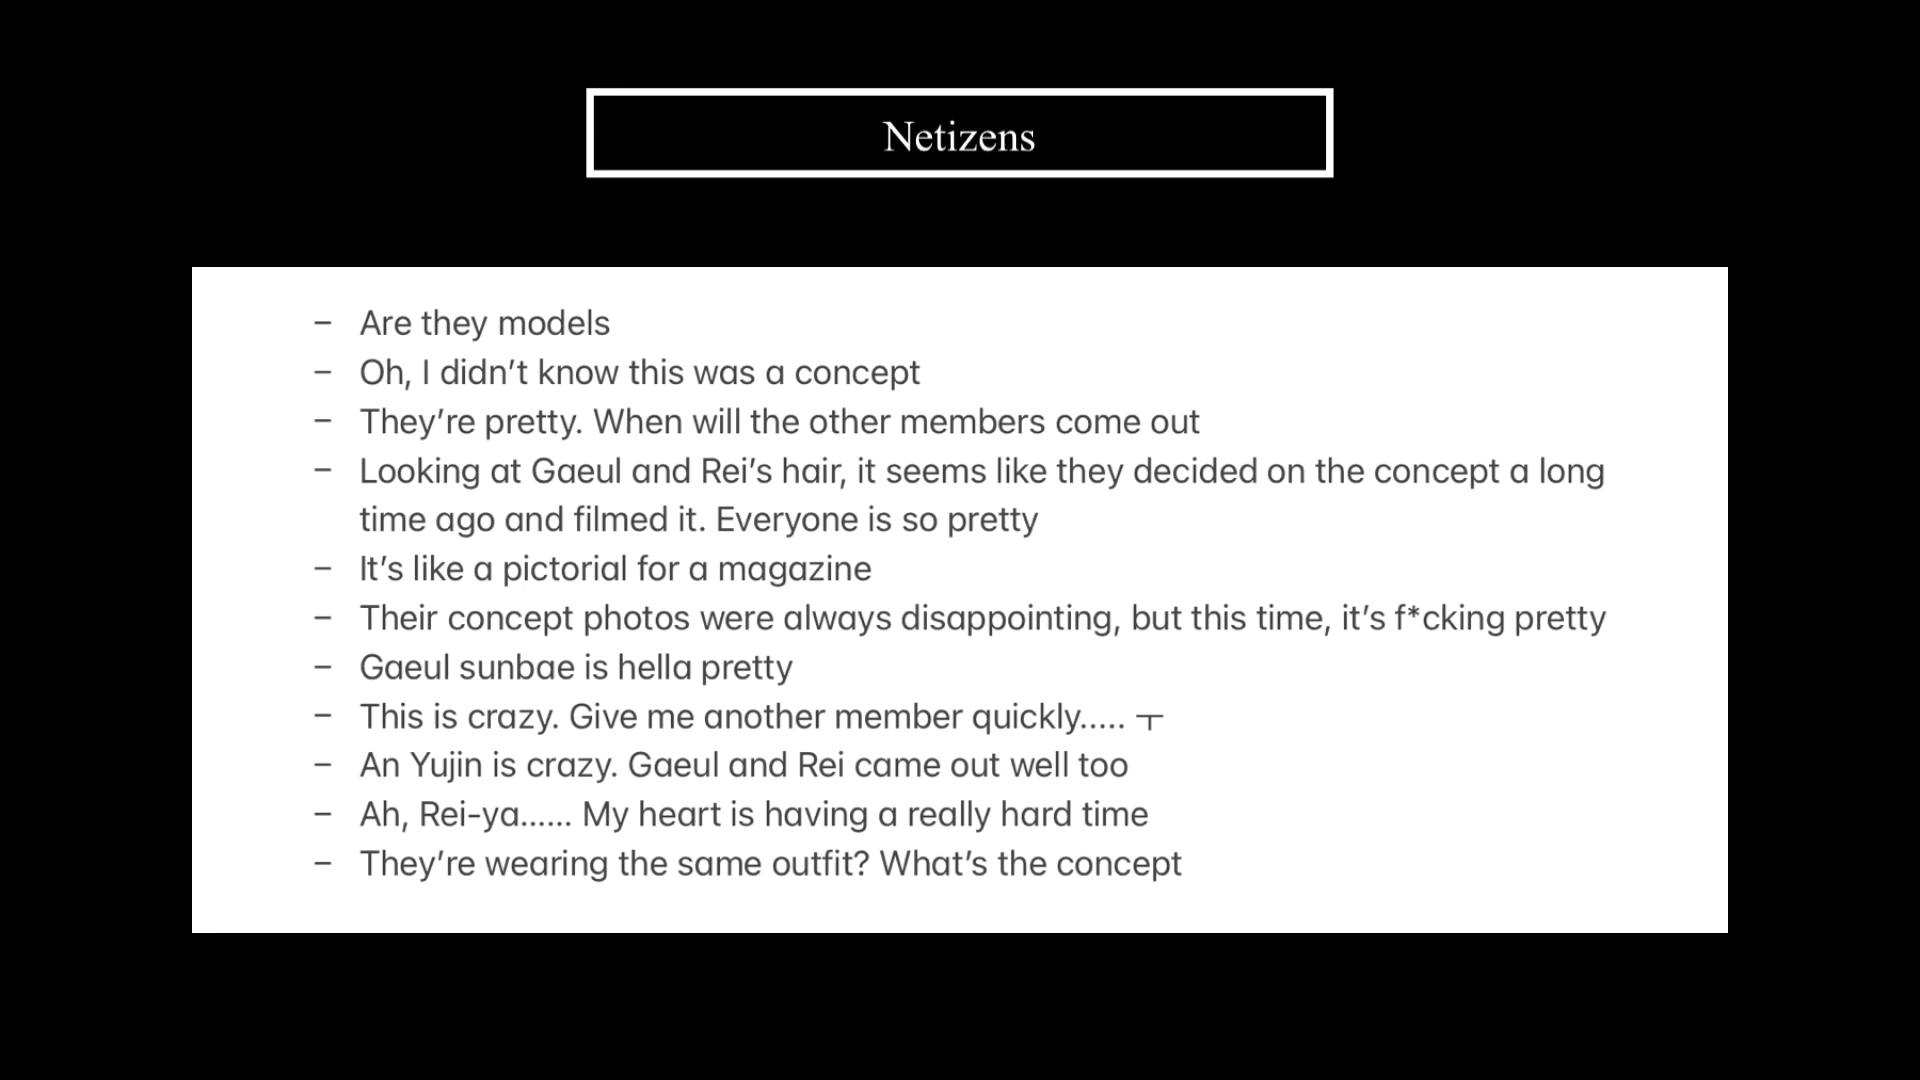 Netizens
– Are they models
– Oh, I didn’t know this was a concept
– They’re pretty. When will the other members come out
– Looking at Gaeul and Rei’s hair, it seems like they decided on the concept a long
time ago and filmed it. Everyone is so pretty
– It’s like a pictorial for a magazine
– Their concept photos were always disappointing, but this time, it’s f*cking pretty
– Gaeul sunbae is hella pretty
– This is crazy. Give me another member quickly..... ㅜ
– An Yujin is crazy. Gaeul and Rei came out well too
– Ah, Rei-ya...... My heart is having a really hard time
– They’re wearing the same outfit? What’s the concept